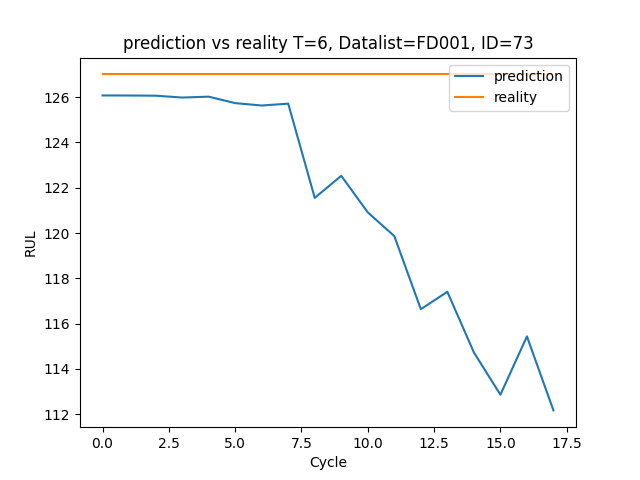 prediction vs reality T=6, Datalist=FD001, ID=73
prediction
reality
126
124
122
120
118
116
114
112
RUL
0.0 2.5 5.0 7.5 10.0 12.5 15.0 17.5
Cycle